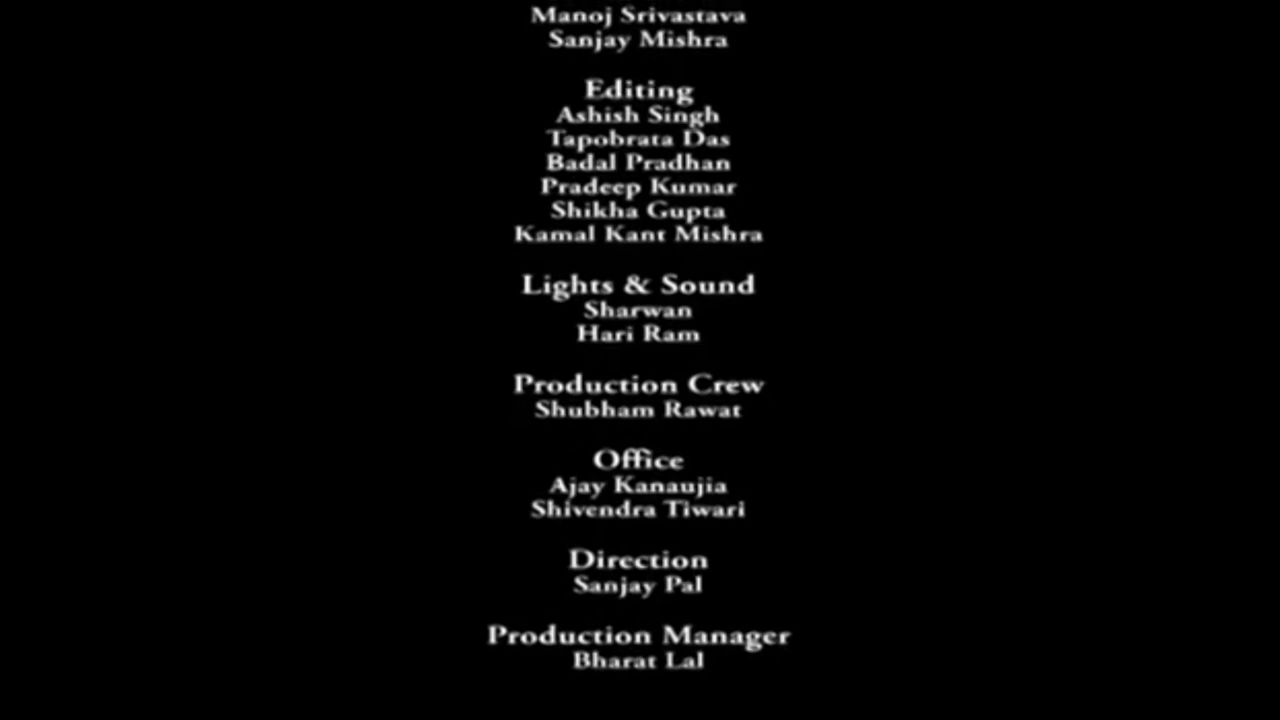 Manoj Srivastava
Sanjay Mishra
Editing
Ashish Singh
Tapobrata Das
Badal Pradhan
Pradeep Kumar
Shikha Gupta
Kamal Kant Mishra
Lights & Sound
Sharwan
Hari Ram
Production Crew
Shubham Rawat
Office
Ajay Kanaujia
Shivendra Tiwari
Direction
Sanjay Pal
Production Manager
Bharat Lal